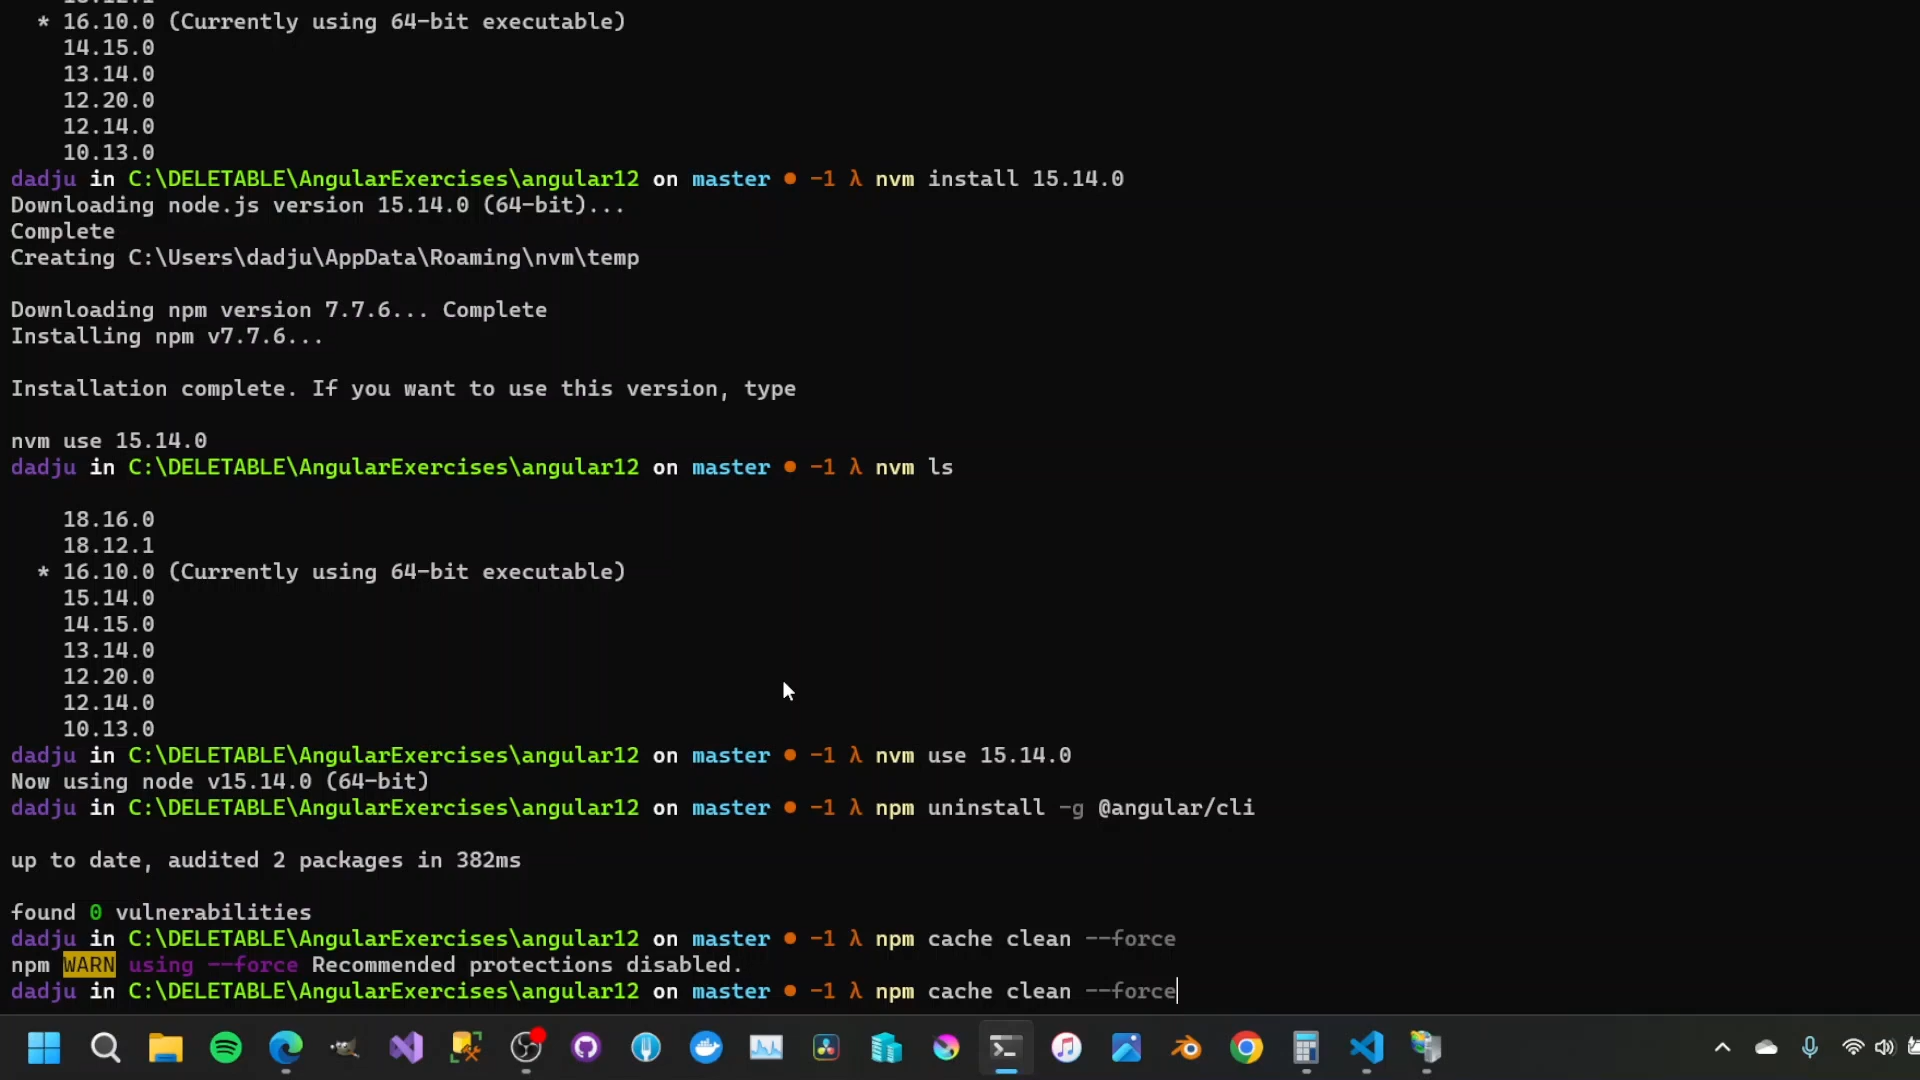 * 16.10.0 (Currently using 64-bit executable)
14.15.0
13.14.0
12.20.0
12.14.0
10.13.0
dadju in C:\DELETABLE\AngularExercises\angular12 on master ● -1 λ nvm install 15.14.0
Downloading node.js version 15.14.0 (64-bit)...
Complete
Creating C:\Users\dadju\AppData\Roaming\nvm\temp
Downloading npm version 7.7.6... Complete
Installing npm v7.7.6...
Installation complete. If you want to use this version, type
nvm use 15.14.0
dadju in C:\DELETABLE\AngularExercises\angular12 on master ● -1 λ nvm ls
18.16.0
18.12.1
* 16.10.0 (Currently using 64-bit executable)
15.14.0
14.15.0
13.14.0
12.20.0
12.14.0
10.13.0
dadju in C:\DELETABLE\AngularExercises\angular12 on master ● -1 λ nvm use 15.14.0
Now using node v15.14.0 (64-bit)
dadju in C:\DELETABLE\AngularExercises\angular12 on master ● -1 λ npm uninstall -g @angular/cli
up to date, audited 2 packages in 382ms
found 0 vulnerabilities
dadju in C:\DELETABLE\AngularExercises\angular12 on master ● -1 λ npm cache clean --force
npm WARN using --force Recommended protections disabled.
dadju in C:\DELETABLE\AngularExercises\angular12 on master ● -1 λ npm cache clean --force